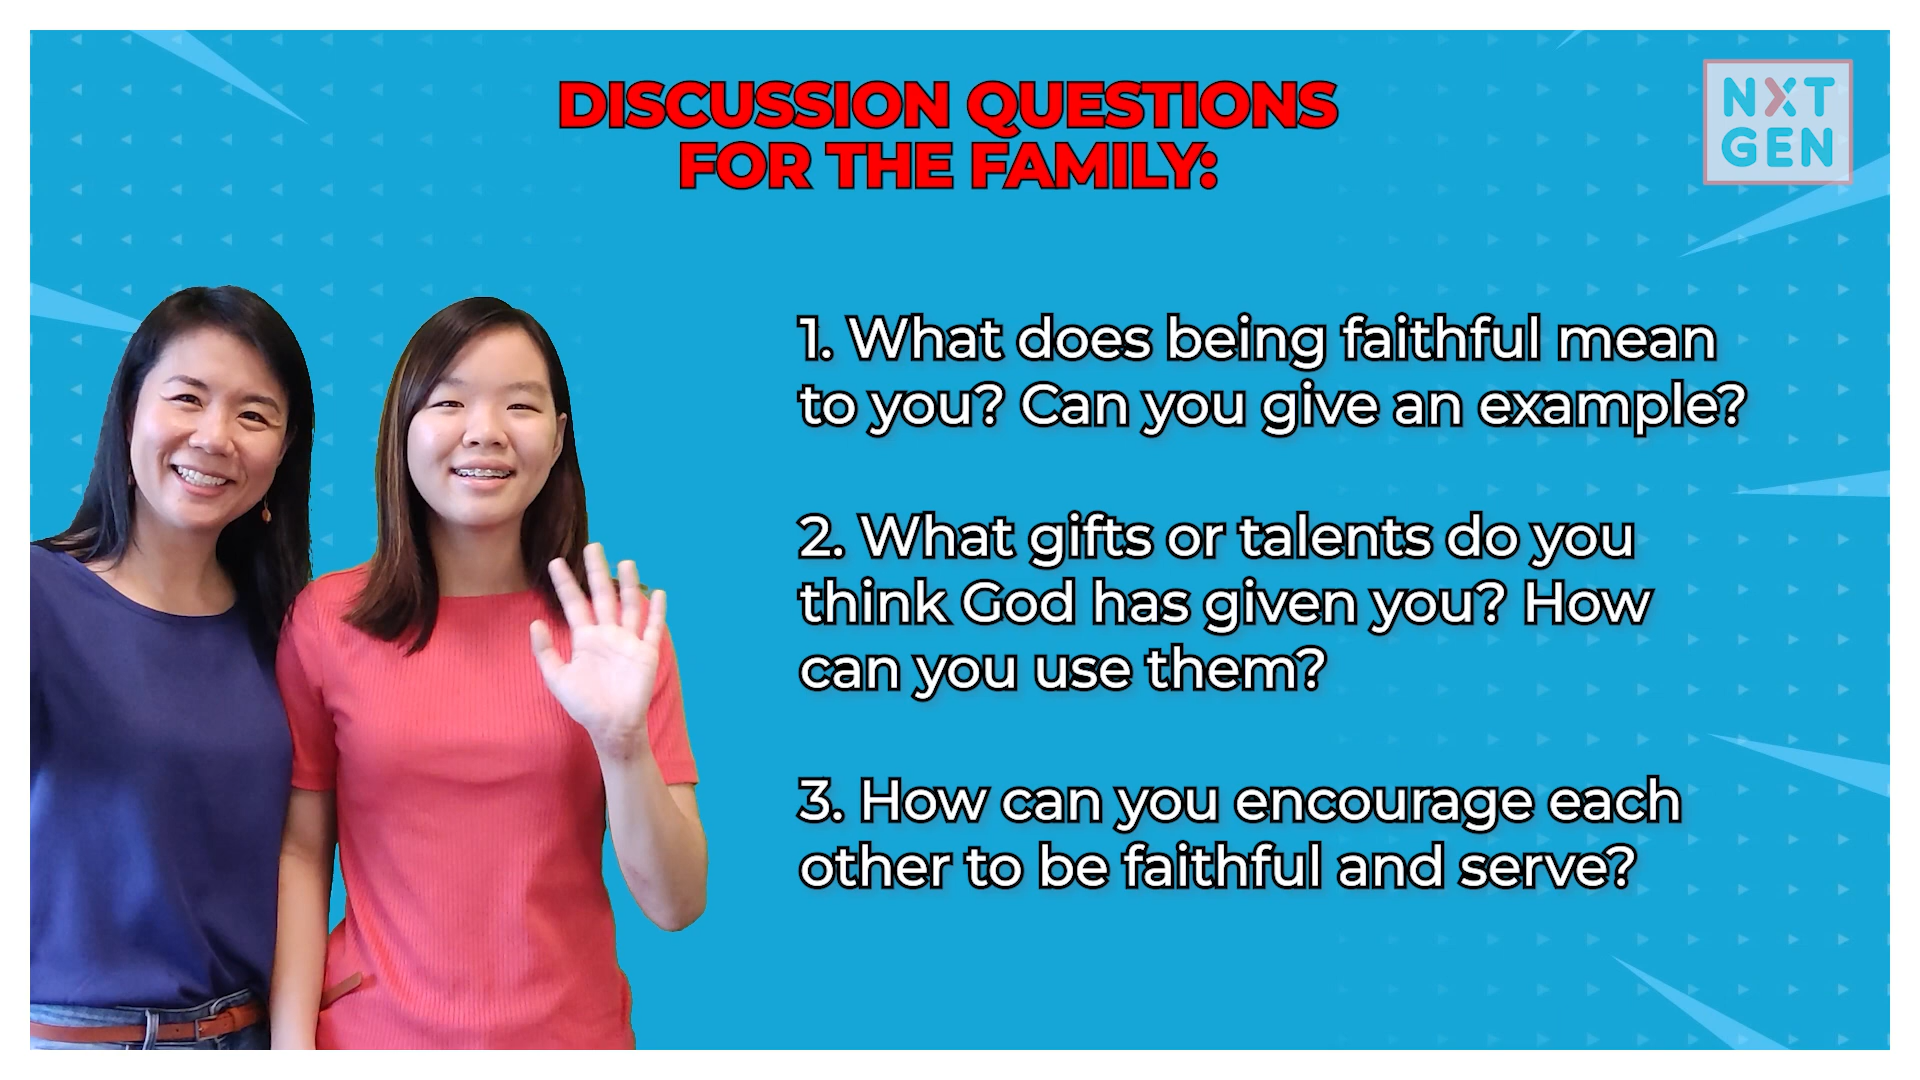 DISCUSSION QUESTIONS
FOR THE FAMILY:
NXT
GEN
1. What does being faithful mean
to you? Can you give an example?
2. What gifts or talents do you
think God has given you? How
can you use them?
3. How can you encourage each
other to be faithful and serve?